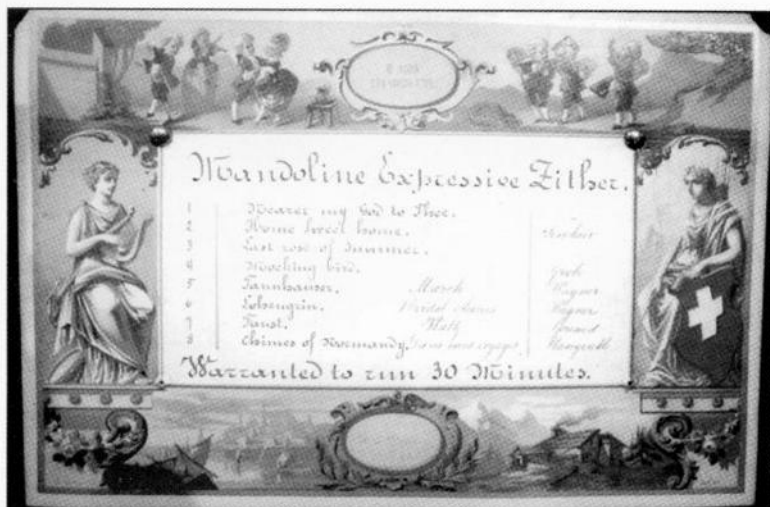 Mandoline Expressive Zither.
1 Nearer my God to Thee.
2 Home sweet home.
3 Last rose of Summer.
4 Mocking bird.
5 Tannhauser. March Wagner
6 Lohengrin. Bridal chorus Wagner
7 Faust. Waltz Gounod
8 Chimes of Normandy.
Warranted to run 30 Minutes.